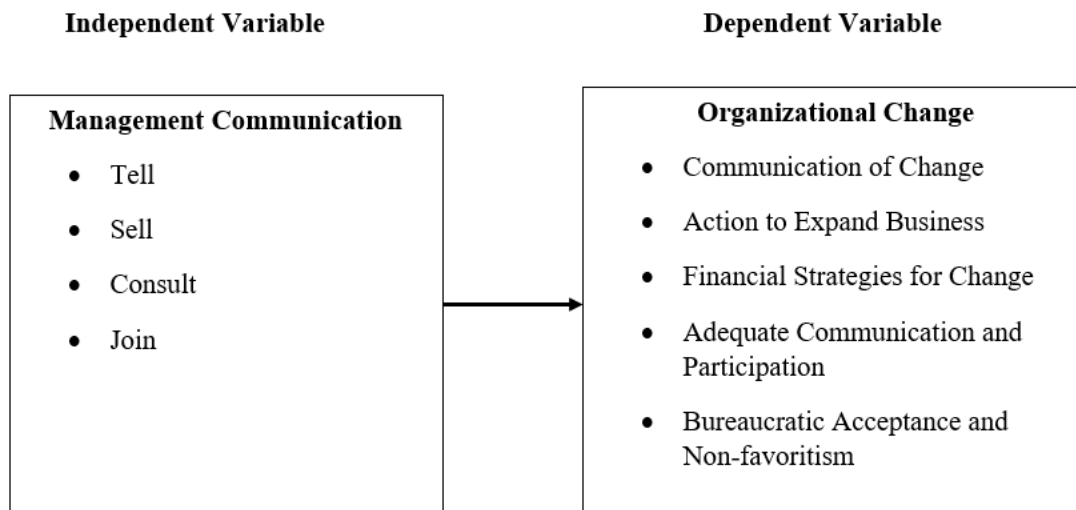 Independent Variable
Dependent Variable
Management Communication
• Tell
• Sell
• Consult
• Join
Organizational Change
• Communication of Change
• Action to Expand Business
• Financial Strategies for Change
• Adequate Communication and
Participation
• Bureaucratic Acceptance and
Non-favoritism